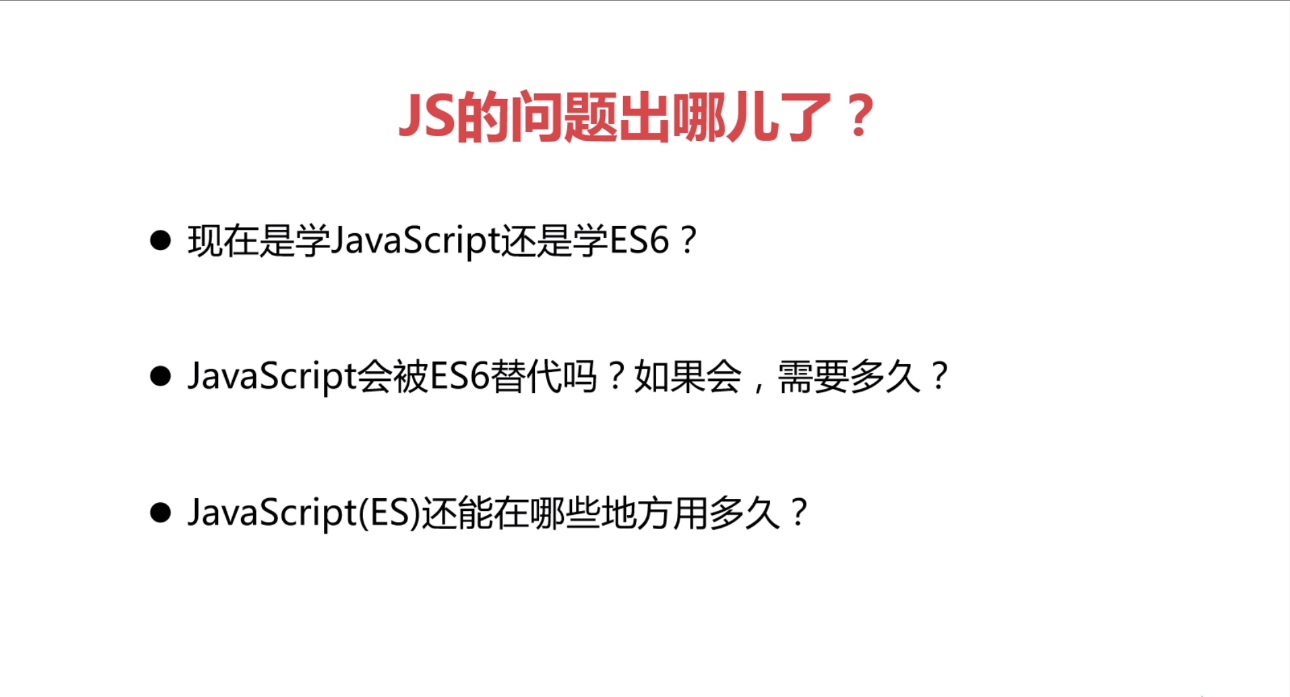 JS的问题出哪儿了？
● 现在是学JavaScript还是学ES6？
● JavaScript会被ES6替代吗？如果会，需要多久？
● JavaScript(ES)还能在哪些地方用多久？